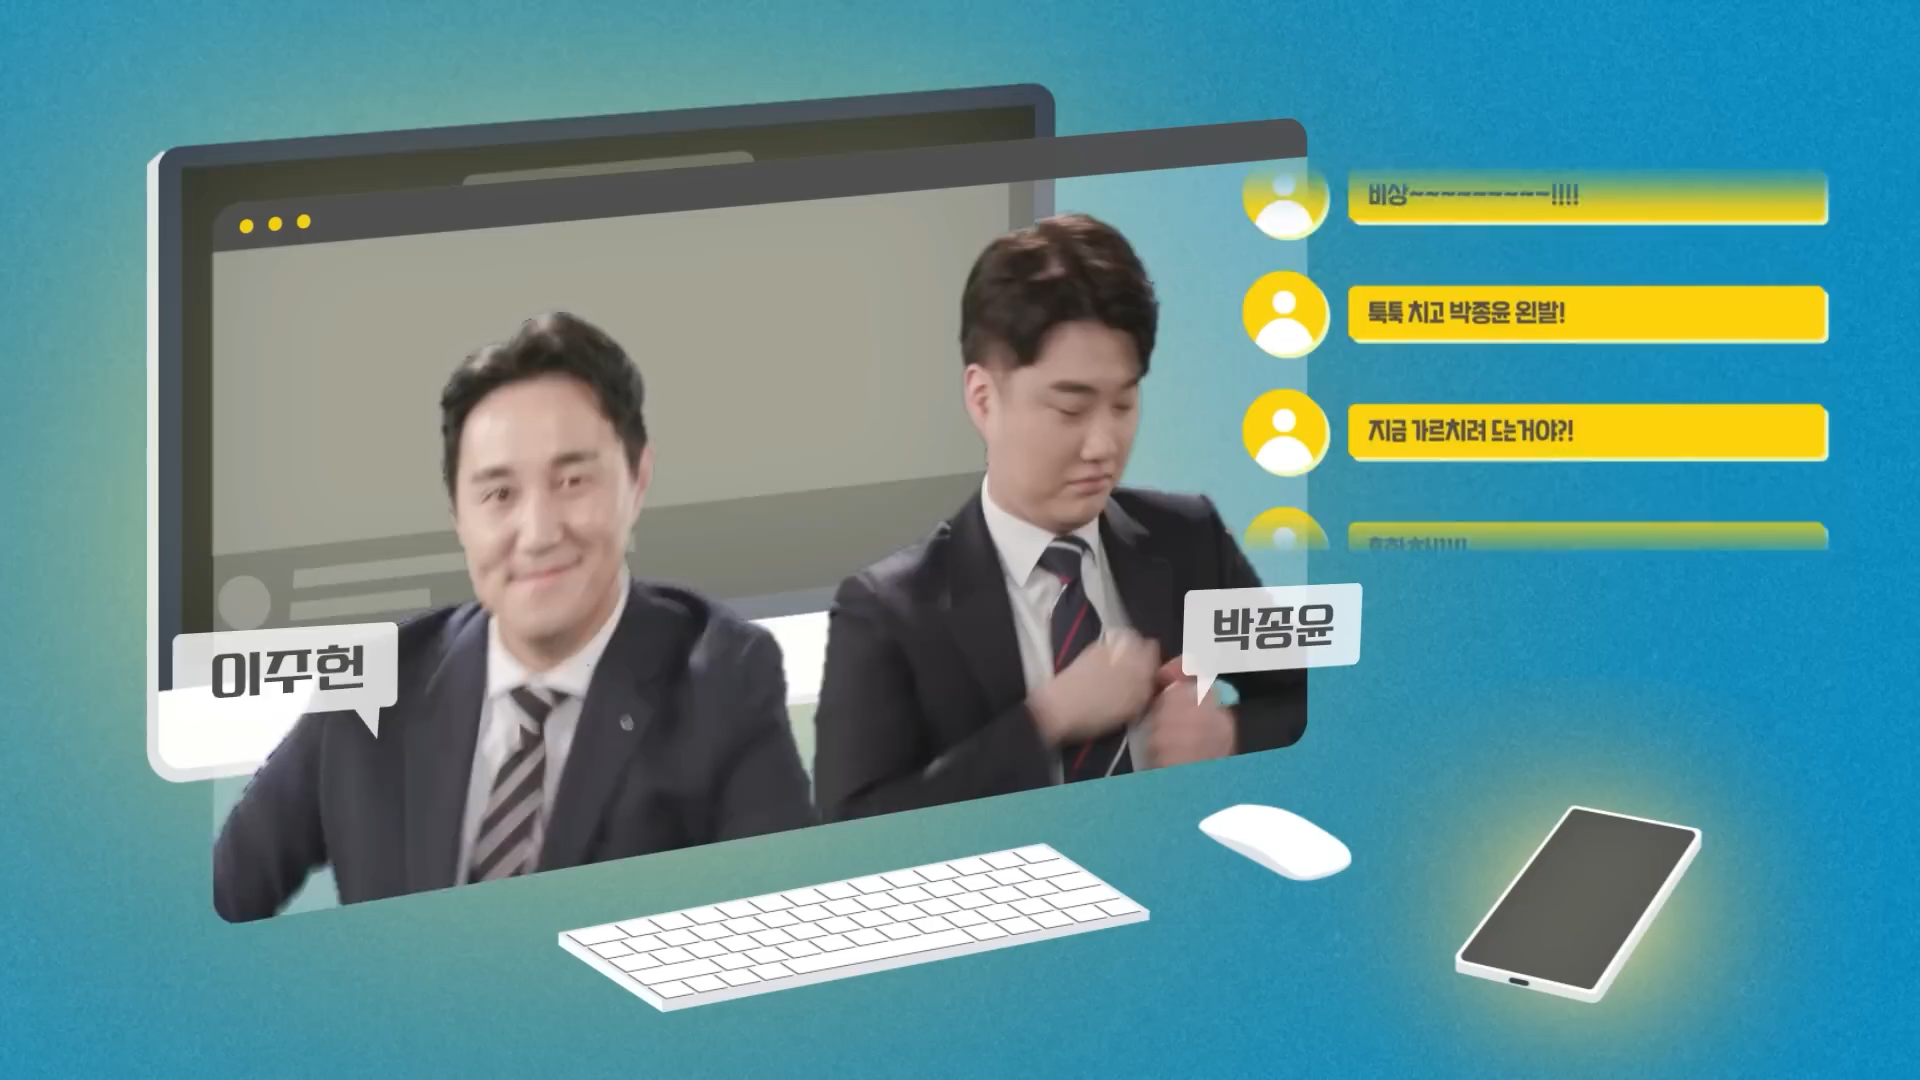 비상~~~~~~~~~~!!!!
툭툭 치고 박종윤 왼발!
지금 가르치려 드는거야?!
이주헌
박종윤